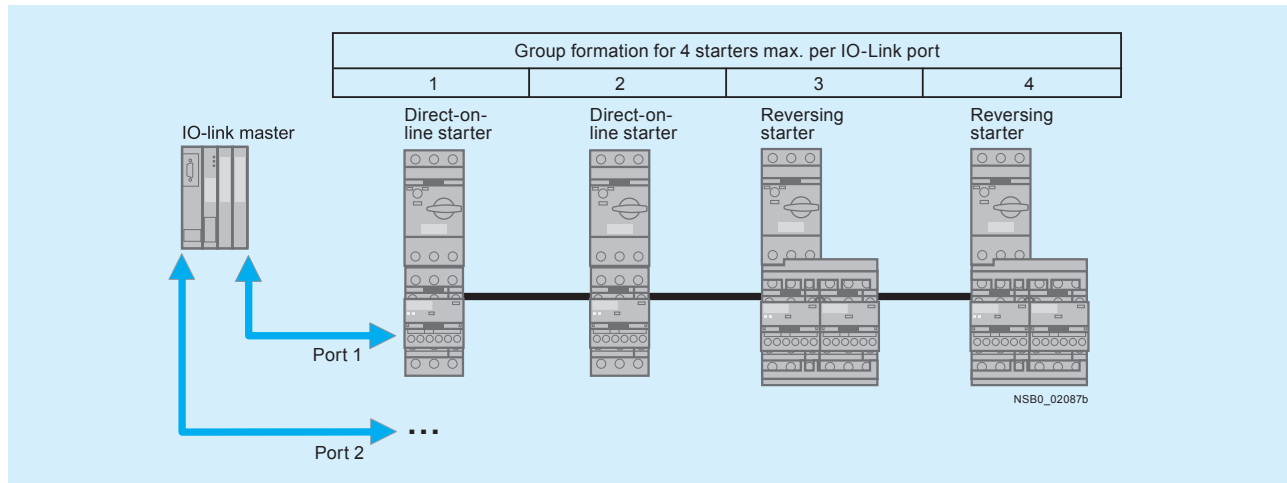 Group formation for 4 starters max. per IO-Link port
1 2 3 4
IO-link master
Direct-on-
line starter
Direct-on-
line starter
Reversing
starter
Reversing
starter
Port 1
NSB0_02087b
...
Port 2